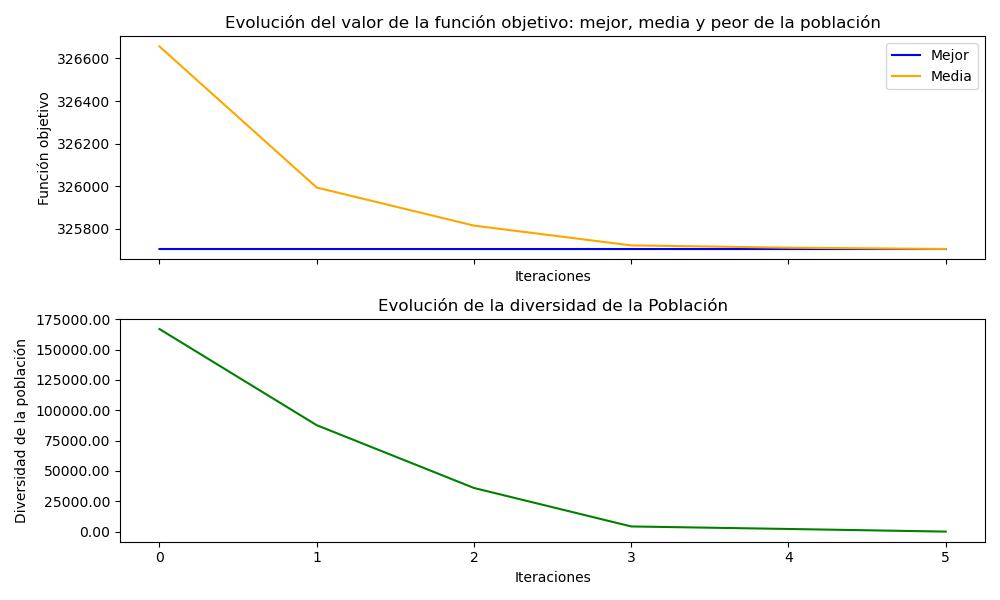 Evolución del valor de la función objetivo: mejor, media y peor de la población
Función objetivo
326600
326400
326200
326000
325800
Mejor
Media
Iteraciones
Evolución de la diversidad de la Población
Diversidad de la población
175000.00
150000.00
125000.00
100000.00
75000.00
50000.00
25000.00
0.00
0 1 2 3 4 5
Iteraciones